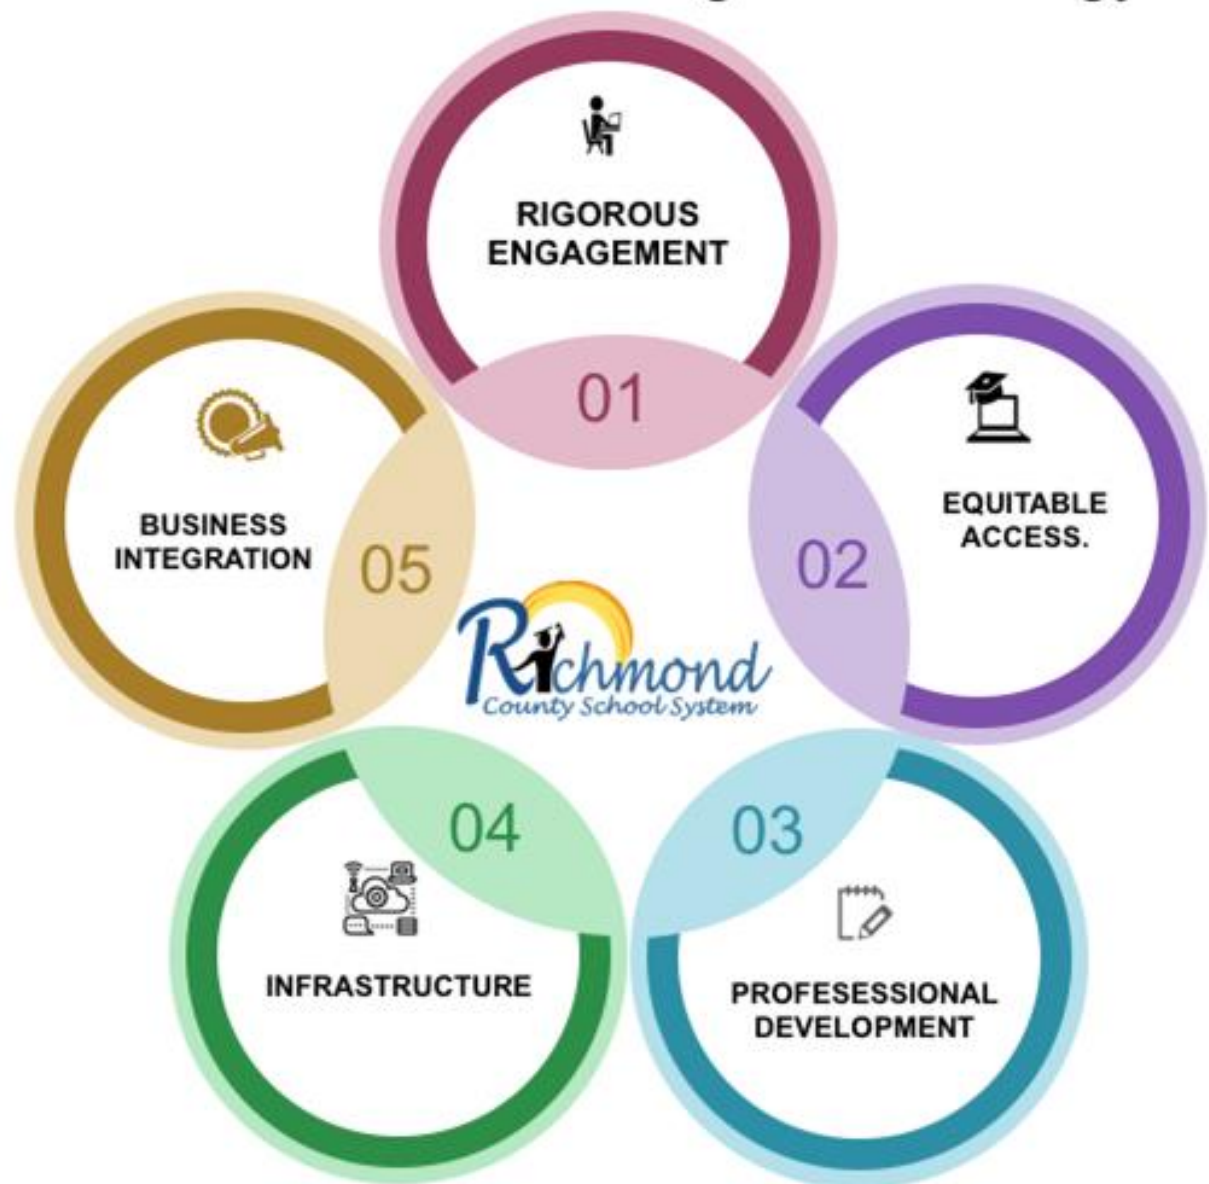 RIGOROUS
ENGAGEMENT
01
EQUITABLE
ACCESS.
02
PROFESESSIONAL
DEVELOPMENT
03
INFRASTRUCTURE
04
BUSINESS
INTEGRATION
05
Richmond
County School System